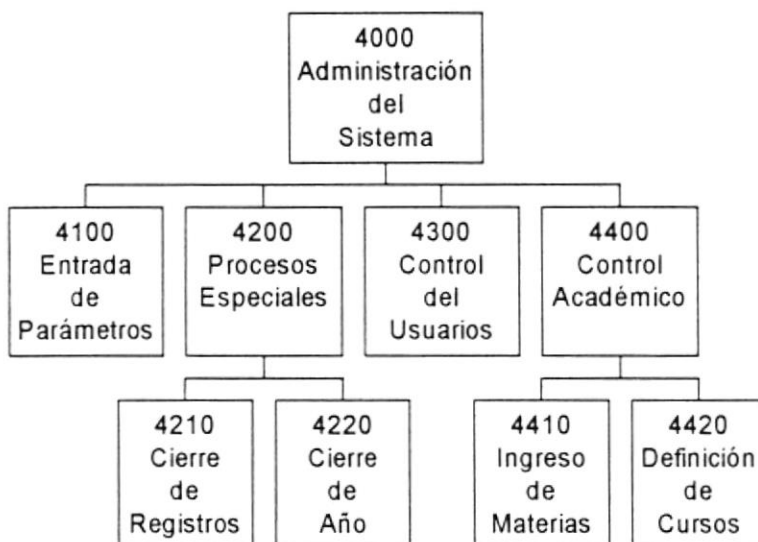 4000
Administración
del
Sistema
4100
Entrada
de
Parámetros
4200
Procesos
Especiales
4300
Control
del
Usuarios
4400
Control
Académico
4210
Cierre
de
Registros
4220
Cierre
de
Año
4410
Ingreso
de
Materias
4420
Definición
de
Cursos